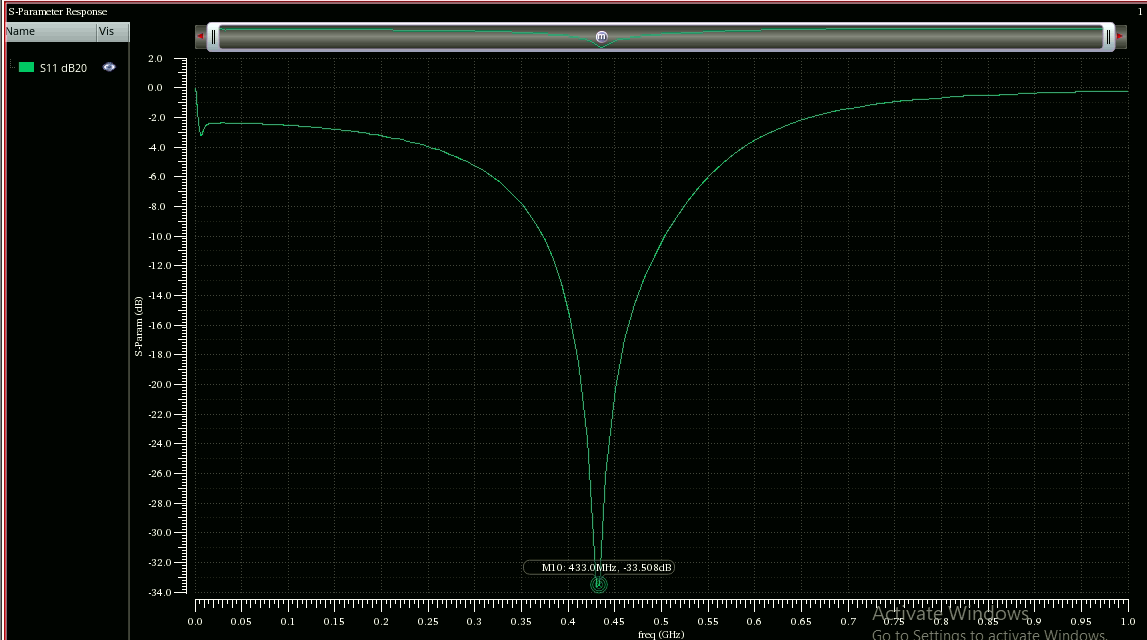 S-Parameter Response
1
Name Vis
S11 dB20
m
2.0
0.0
-2.0
-4.0
-6.0
-8.0
-10.0
-12.0
-14.0
-16.0
-18.0
-20.0
-22.0
-24.0
-26.0
-28.0
-30.0
-32.0
-34.0
S-Param (dB)
M10: 433.0MHz, -33.508dB
0.0 0.05 0.1 0.15 0.2 0.25 0.3 0.35 0.4 0.45 0.5 0.55 0.6 0.65 0.7 0.75 0.8 0.85 0.9 0.95 1.0
freq (GHz)
Activate Windows
Go to Settings to activate Windows.